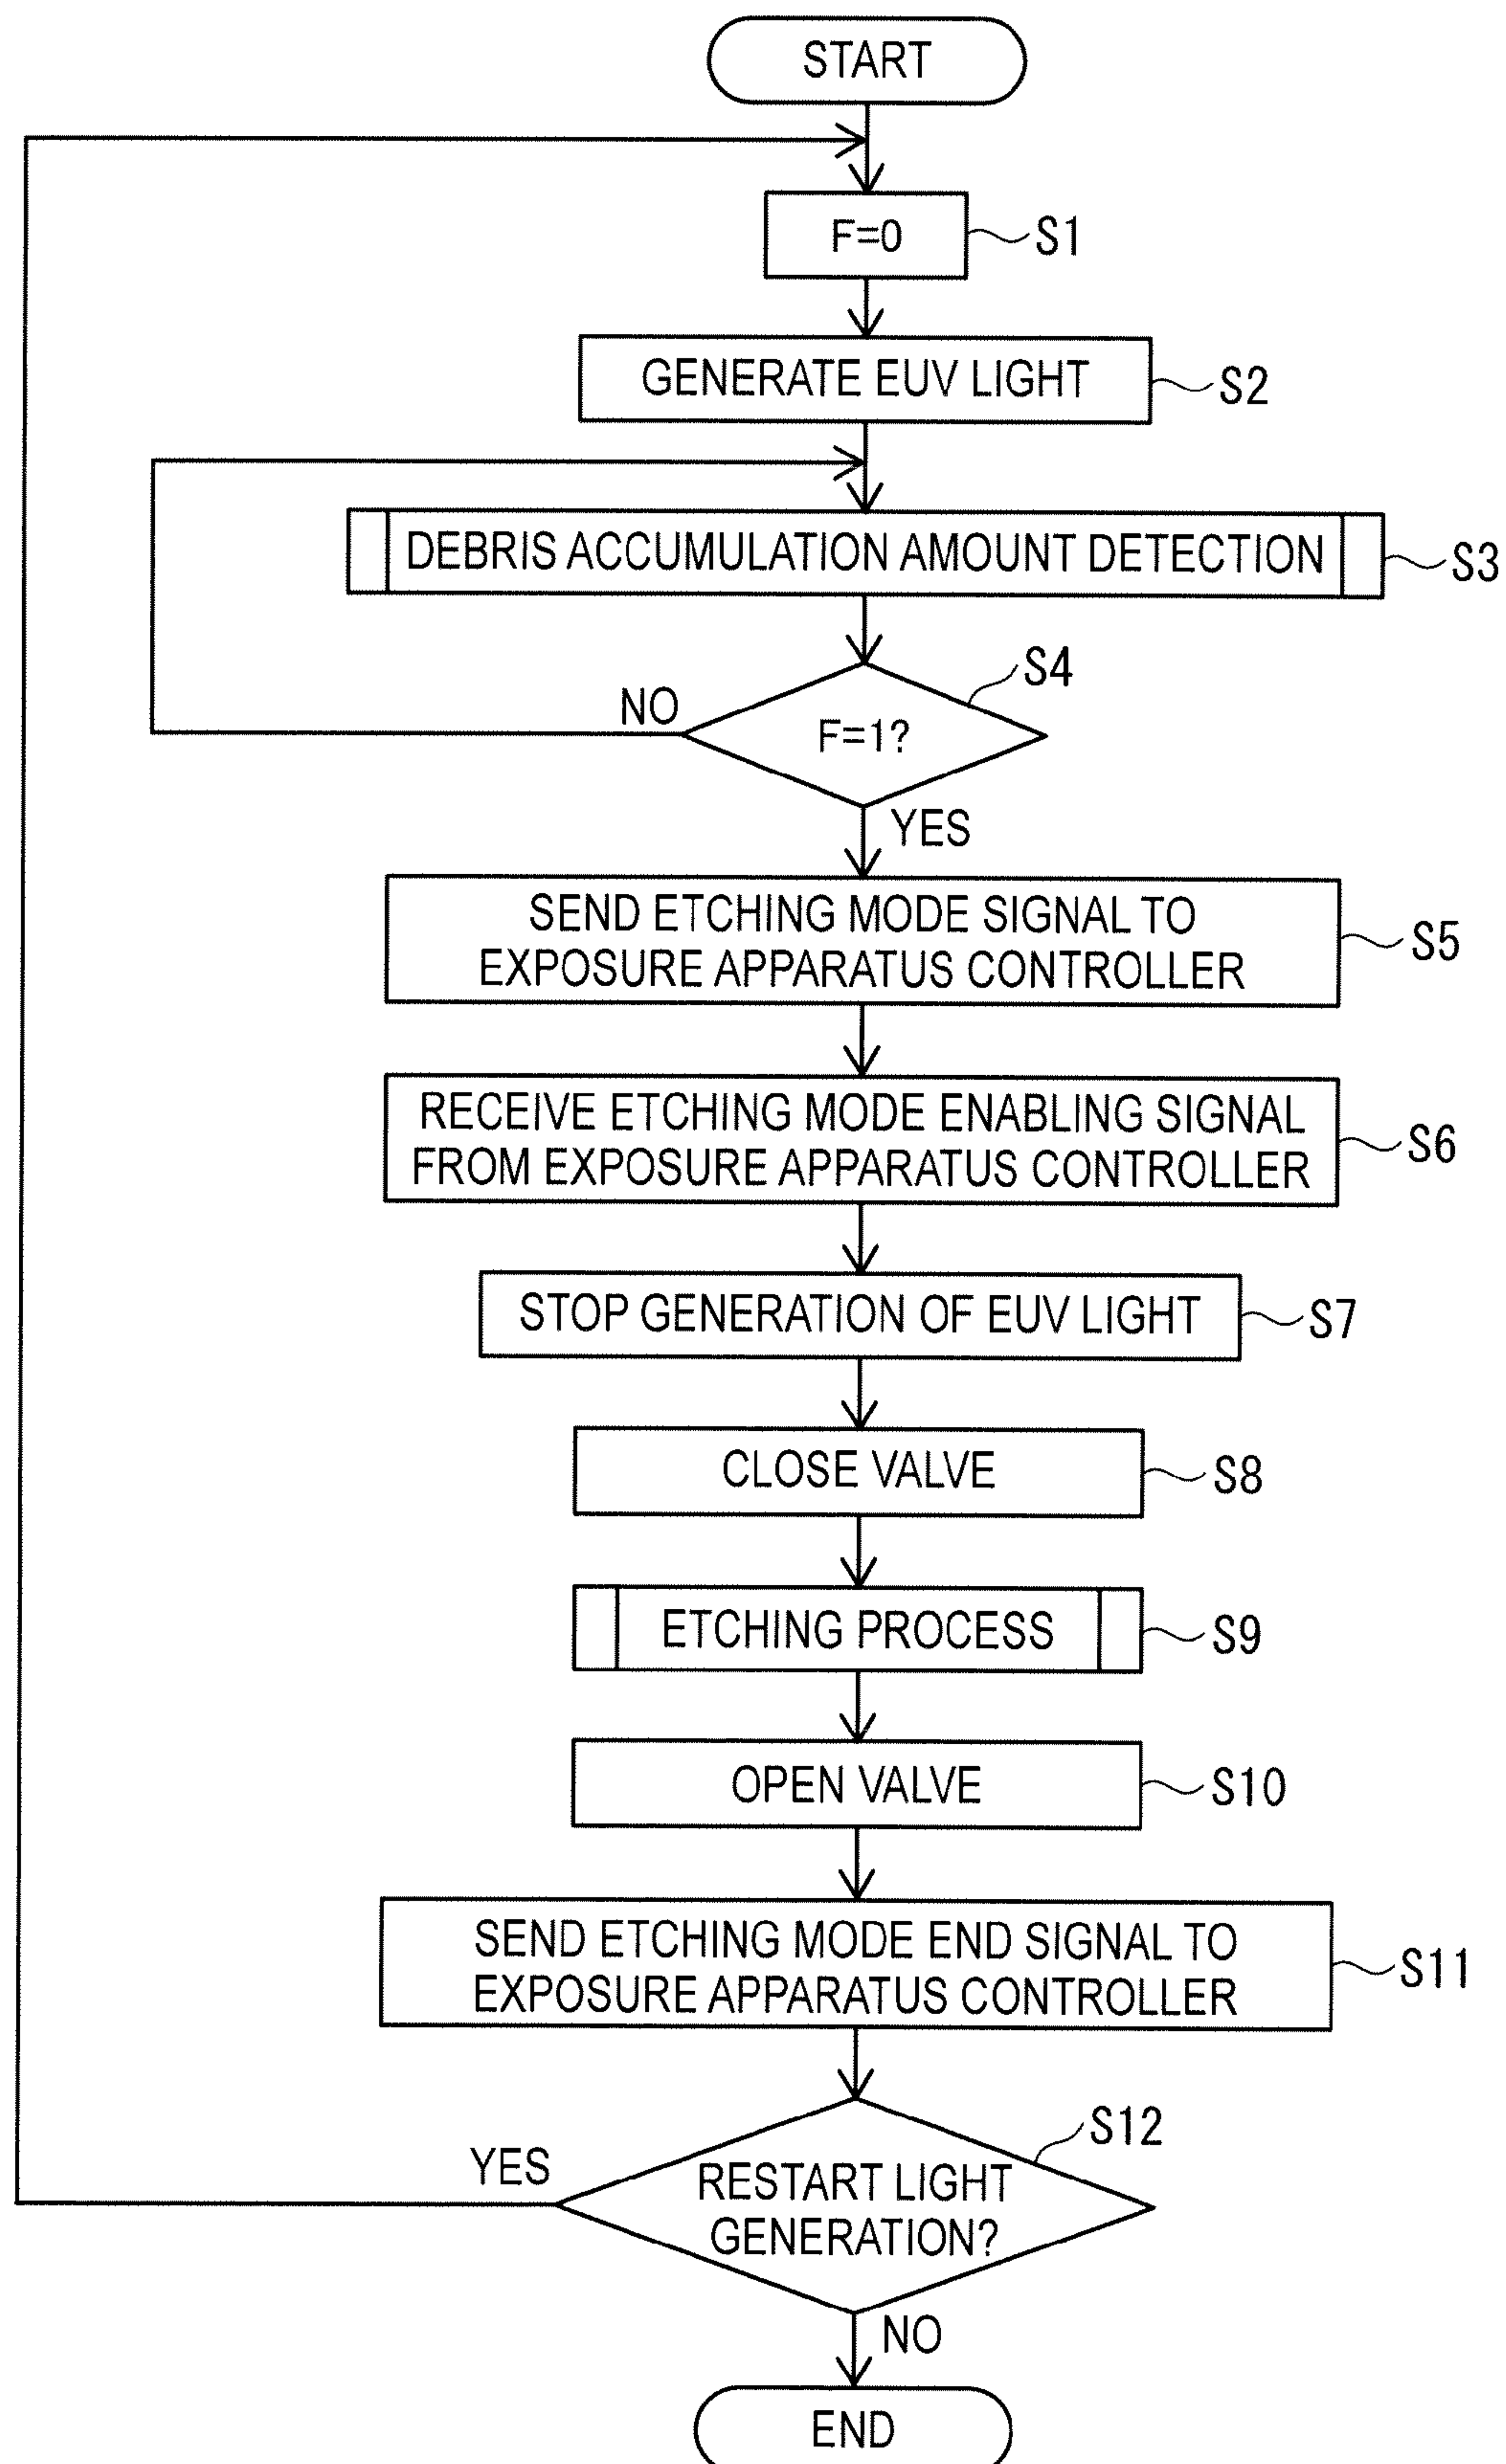 START
F=0
S1
GENERATE EUV LIGHT
S2
DEBRIS ACCUMULATION AMOUNT DETECTION
S3
S4
NO
F=1?
YES
SEND ETCHING MODE SIGNAL TO
EXPOSURE APPARATUS CONTROLLER
S5
RECEIVE ETCHING MODE ENABLING SIGNAL
FROM EXPOSURE APPARATUS CONTROLLER
S6
STOP GENERATION OF EUV LIGHT
S7
CLOSE VALVE
S8
ETCHING PROCESS
S9
OPEN VALVE
S10
SEND ETCHING MODE END SIGNAL TO
EXPOSURE APPARATUS CONTROLLER
S11
S12
YES
RESTART LIGHT
GENERATION?
NO
END